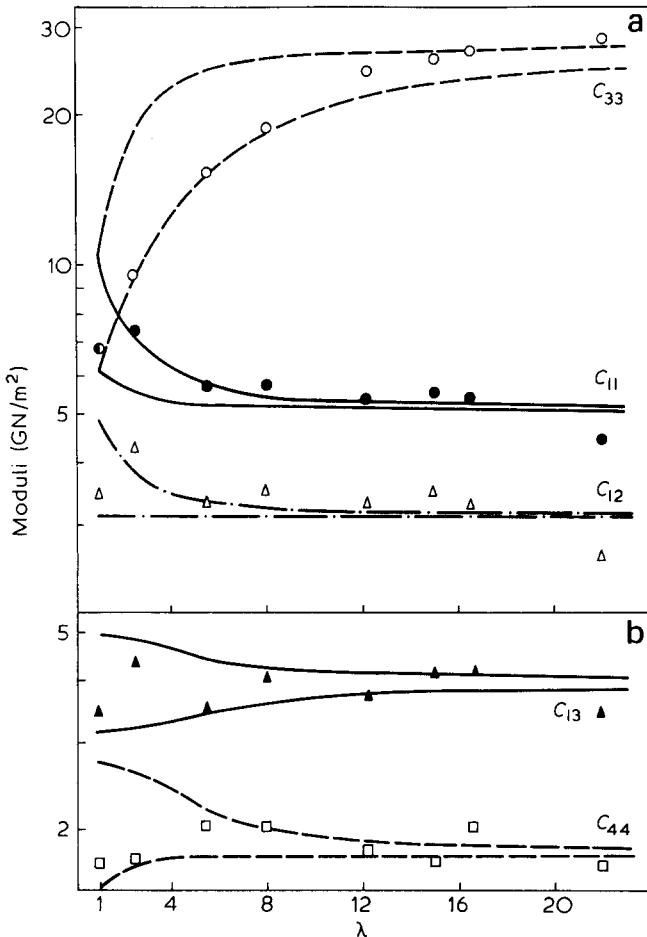 a
30
20
10
5
Moduli (GN/m²)
C₃₃
C₁₁
C₁₂
b
5
2
C₁₃
C₄₄
1 4 8 12 16 20
λ